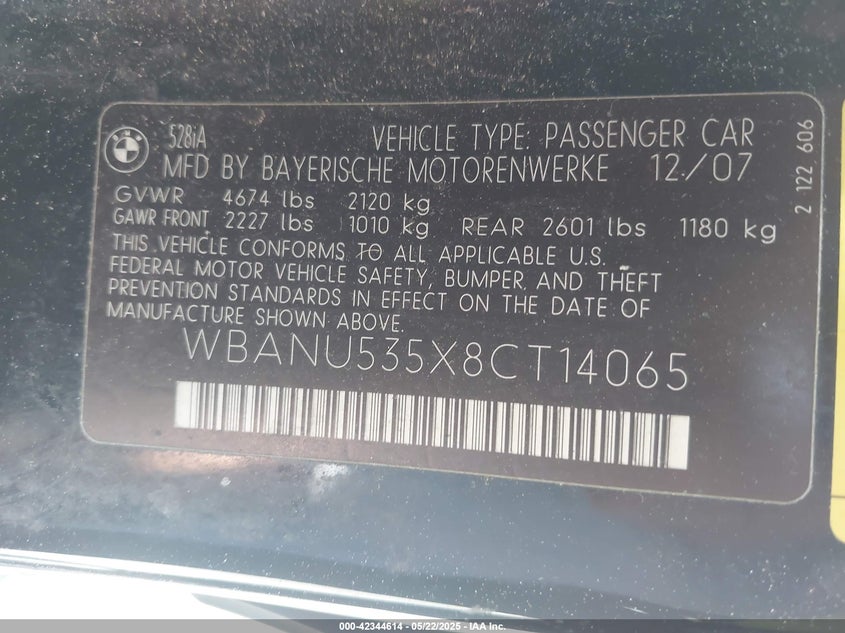 BMW
528iA VEHICLE TYPE: PASSENGER CAR
MFD BY BAYERISCHE MOTORENWERKE 12/07
GVWR 4674 lbs 2120 kg
GAWR FRONT 2227 lbs 1010 kg REAR 2601 lbs 1180 kg
THIS VEHICLE CONFORMS TO ALL APPLICABLE U.S.
FEDERAL MOTOR VEHICLE SAFETY, BUMPER, AND THEFT
PREVENTION STANDARDS IN EFFECT ON THE DATE OF
MANUFACTURE SHOWN ABOVE.
WBANU535X8CT14065
2 122 606
000-42344614 - 05/22/2025 - IAA Inc.